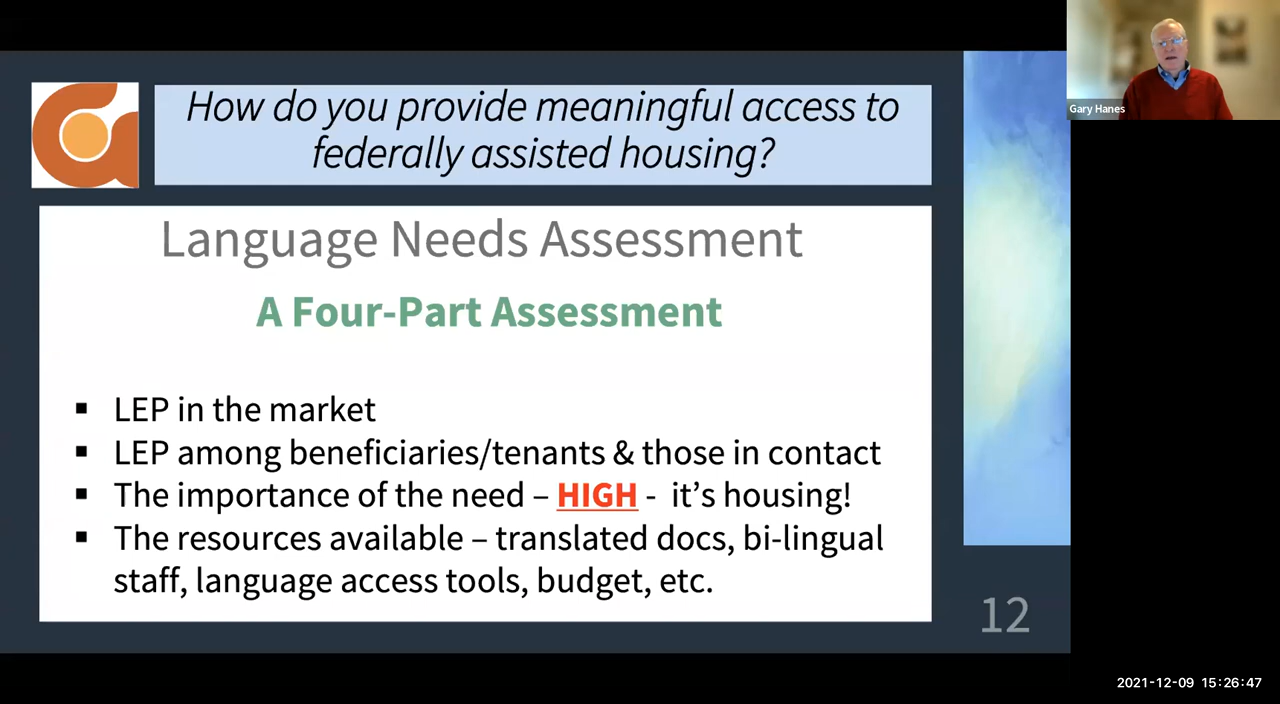 How do you provide meaningful access to
federally assisted housing?
Language Needs Assessment
A Four-Part Assessment
▪ LEP in the market
▪ LEP among beneficiaries/tenants & those in contact
▪ The importance of the need – HIGH - it’s housing!
▪ The resources available – translated docs, bi-lingual
staff, language access tools, budget, etc.
12
Gary Hanes
2021-12-09 15:26:47